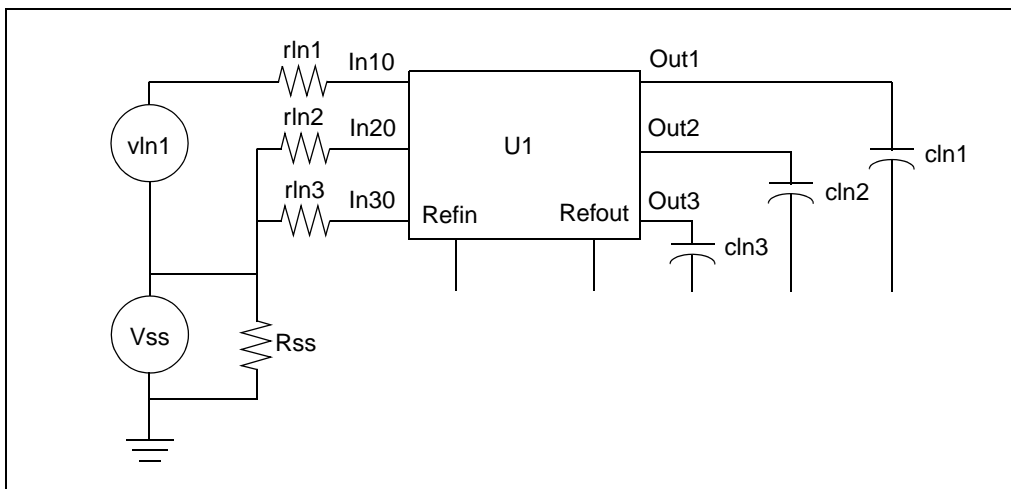 rIn1
In10
Out1
rIn2
In20
Out2
vIn1
U1
cIn1
rIn3
In30
Out3
cIn2
Refin
Refout
cIn3
Vss
Rss